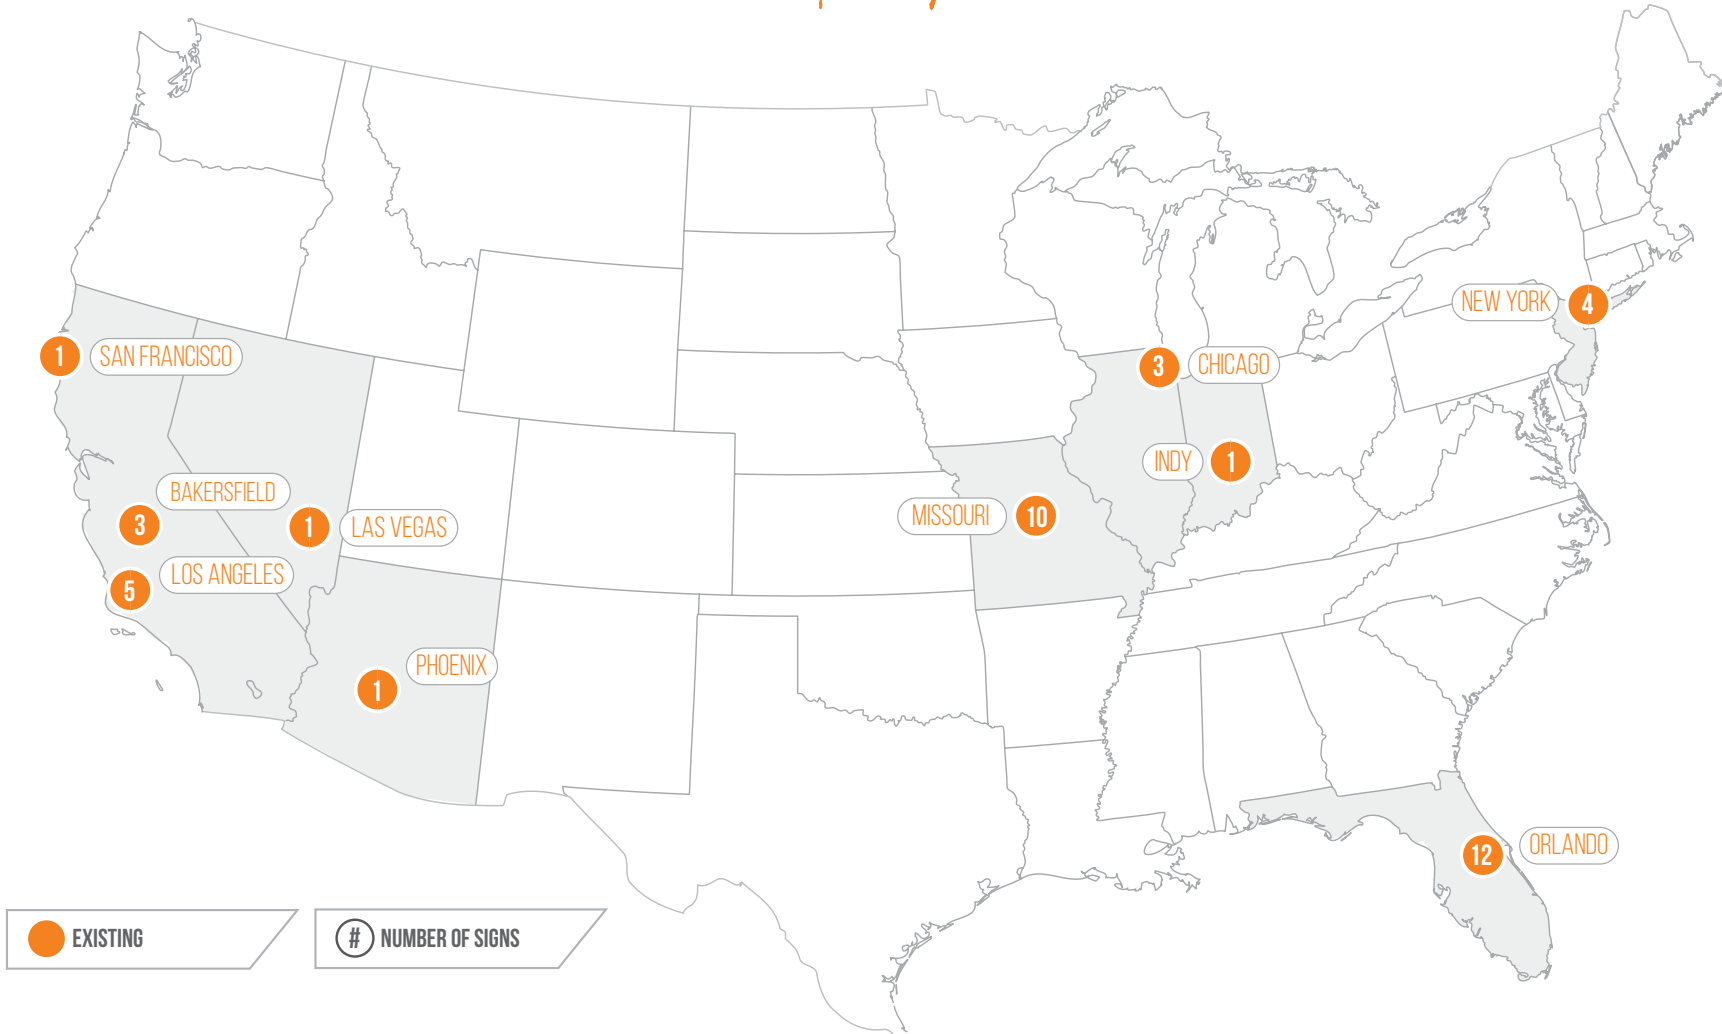 NEW YORK
4
1
SAN FRANCISCO
3
CHICAGO
INDY
1
BAKERSFIELD
3
1
LAS VEGAS
MISSOURI
10
LOS ANGELES
5
PHOENIX
1
ORLANDO
12
EXISTING
# NUMBER OF SIGNS